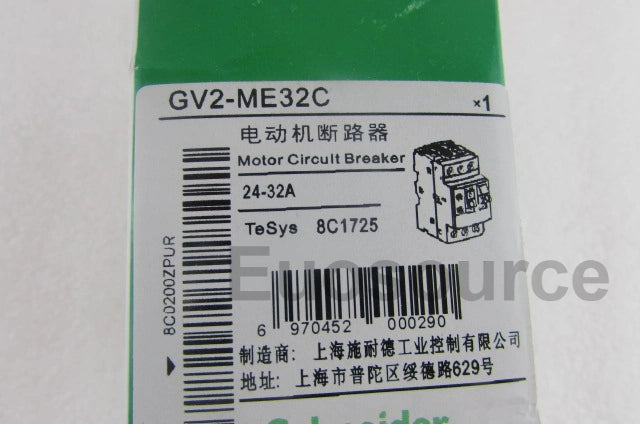 GV2-ME32C ×1
电动机断路器
Motor Circuit Breaker
24-32A
TeSys 8C1725
8C0200ZPUR
Euosource
6 970452 000290
制造商: 上海施耐德工业控制有限公司
地址: 上海市普陀区绥德路629号
Schneider